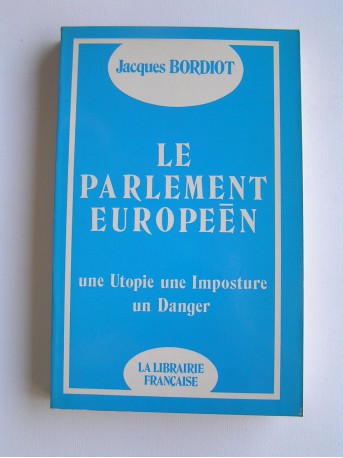 Jacques BORDIOT
LE
PARLEMENT
EUROPEĒN
une Utopie une Imposture
un Danger
LA LIBRAIRIE
FRANÇAISE